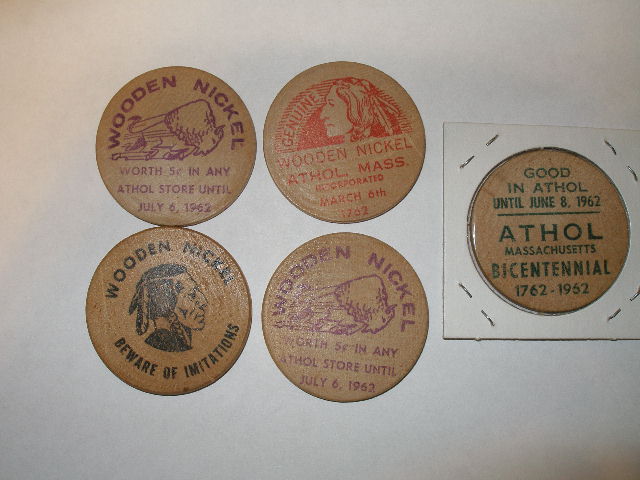 WOODEN NICKEL
WORTH 5¢ IN ANY
ATHOL STORE UNTIL
JULY 6, 1962
GENUINE
WOODEN NICKEL
ATHOL, MASS.
INCORPORATED
MARCH 6th
1762
GOOD
IN ATHOL
UNTIL JUNE 8, 1962
ATHOL
MASSACHUSETTS
BICENTENNIAL
1762-1962
WOODEN NICKEL
BEWARE OF IMITATIONS
WOODEN NICKEL
WORTH 5¢ IN ANY
ATHOL STORE UNTIL
JULY 6, 1962